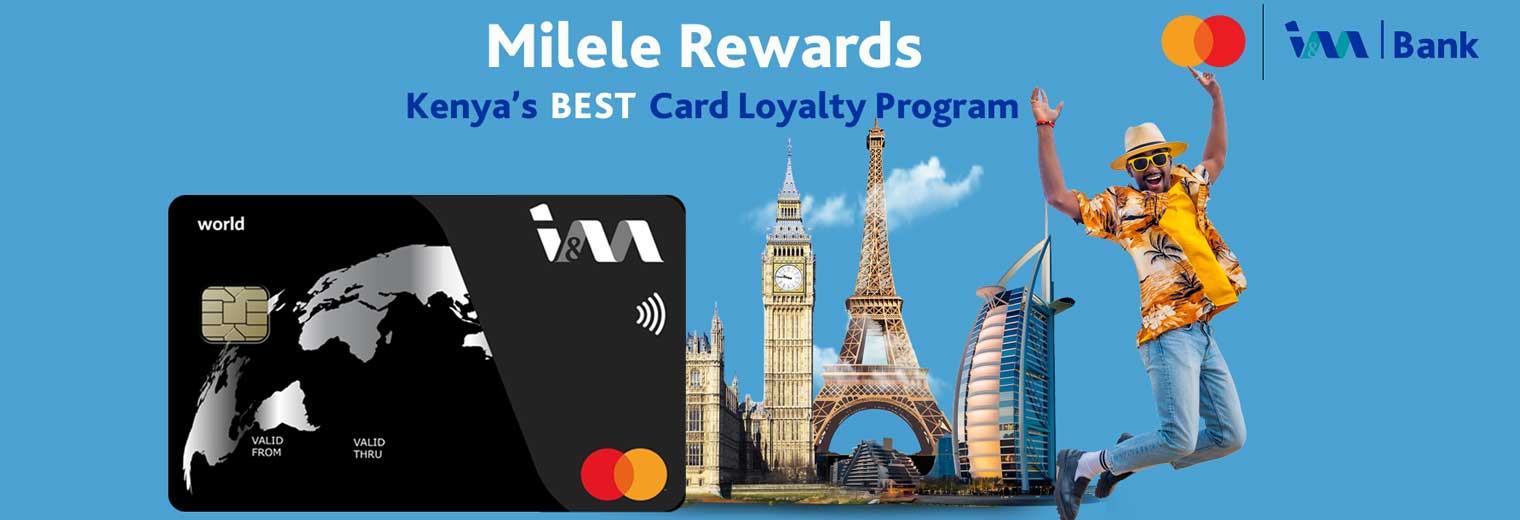 Milele Rewards
Kenya's BEST Card Loyalty Program
I&M | Bank
world
I&M
VALID
FROM
VALID
THRU